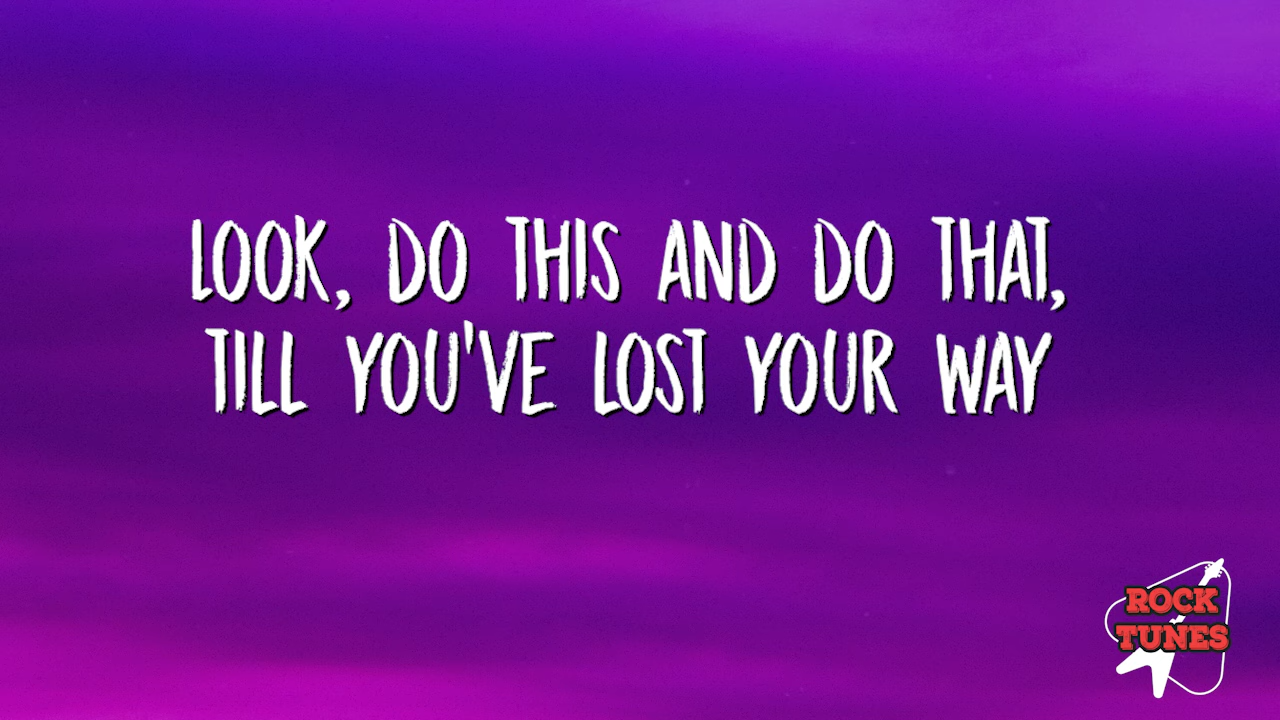 LOOK, DO THIS AND DO THAT,
TILL YOU'VE LOST YOUR WAY
ROCK
TUNES